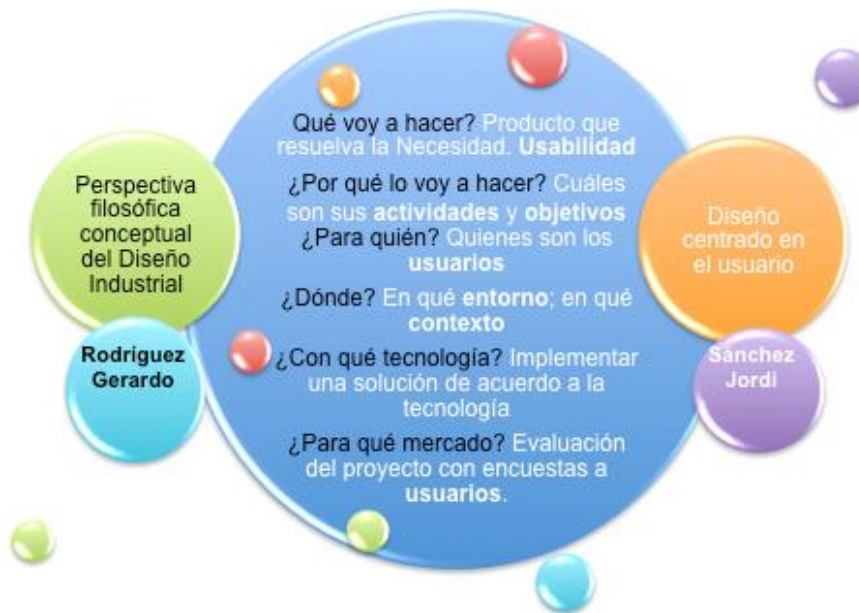 Qué voy a hacer? Producto que
resuelva la Necesidad. Usabilidad
¿Por qué lo voy a hacer? Cuáles
son sus actividades y objetivos
¿Para quién? Quienes son los
usuarios
¿Dónde? En qué entorno; en qué
contexto
¿Con qué tecnología? Implementar
una solución de acuerdo a la
tecnología
¿Para qué mercado? Evaluación
del proyecto con encuestas a
usuarios.
Perspectiva
filosófica
conceptual
del Diseño
Industrial
Rodríguez
Gerardo
Diseño
centrado en
el usuario
Sánchez
Jordi